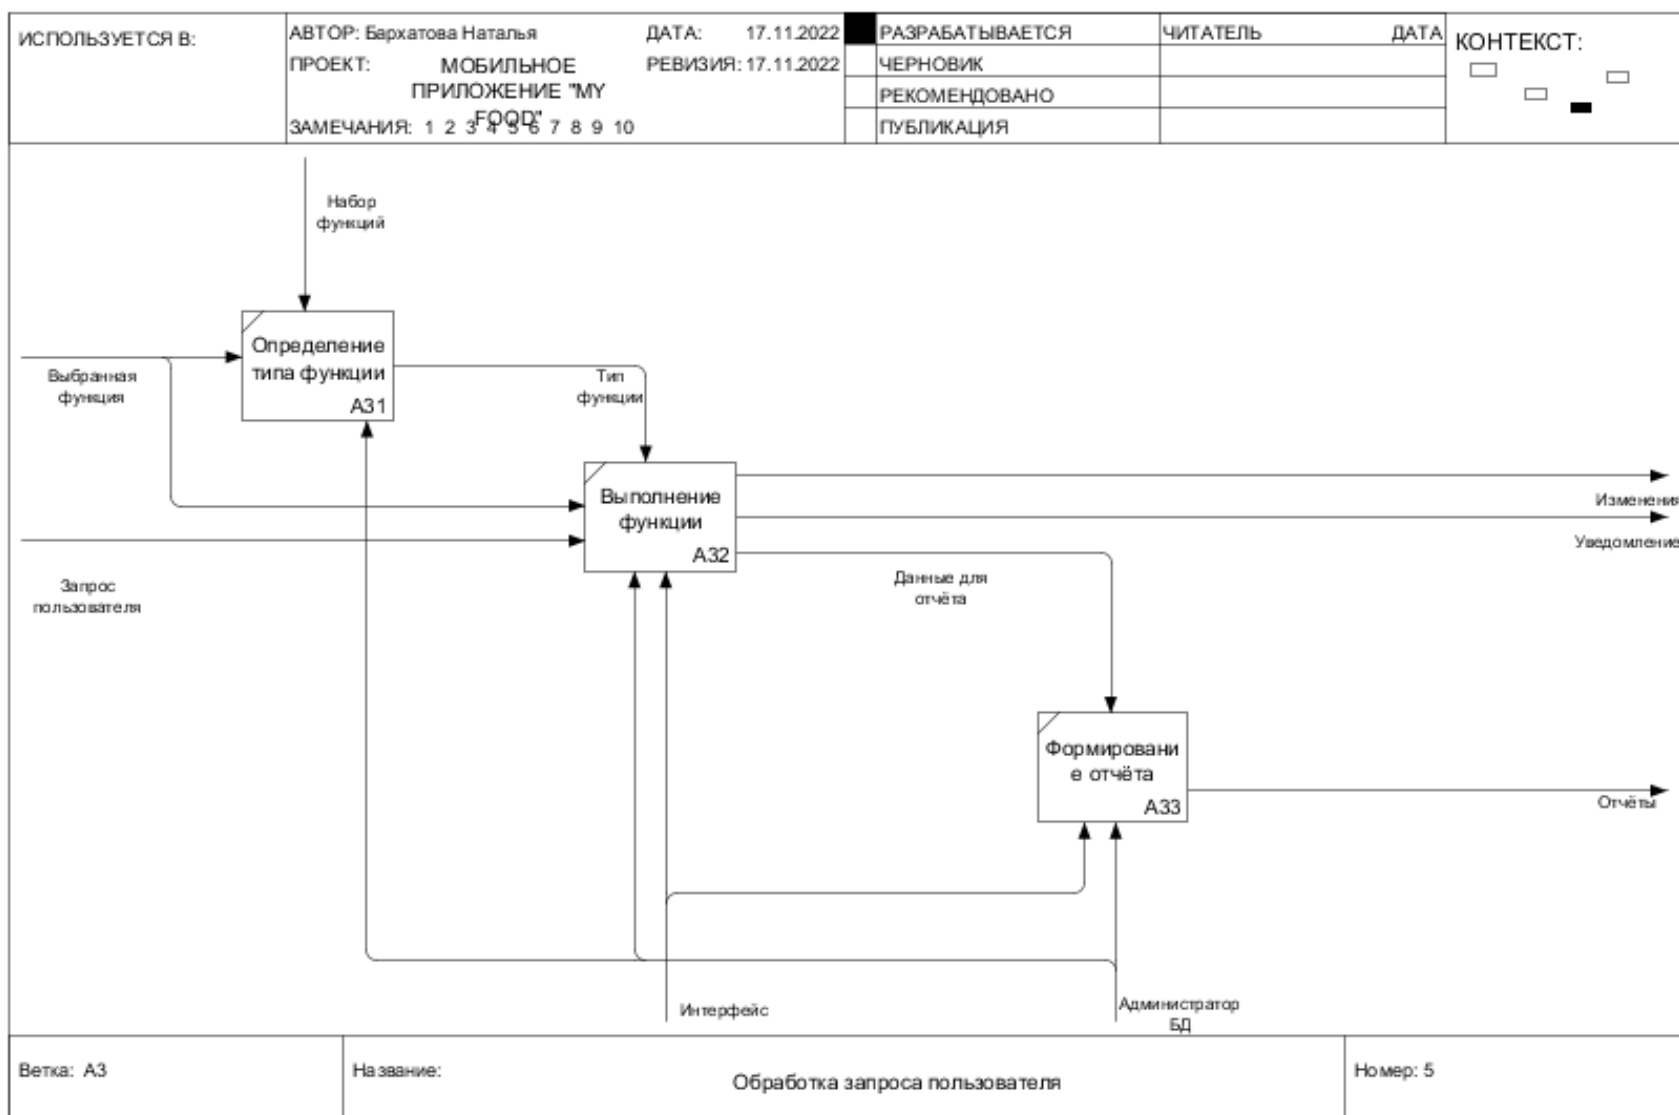 ИСПОЛЬЗУЕТСЯ В:
АВТОР: Бархатова Наталья
ДАТА: 17.11.2022
ПРОЕКТ: МОБИЛЬНОЕ
ПРИЛОЖЕНИЕ "MY
FOOD"
РЕВИЗИЯ: 17.11.2022
ЗАМЕЧАНИЯ: 1 2 3 4 5 6 7 8 9 10
РАЗРАБАТЫВАЕТСЯ
ЧЕРНОВИК
РЕКОМЕНДОВАНО
ПУБЛИКАЦИЯ
ЧИТАТЕЛЬ
ДАТА
КОНТЕКСТ:
Набор
функций
Определение
типа функции
А31
Выбранная
функция
Тип
функции
Выполнение
функции
А32
Изменения
Уведомление
Запрос
пользователя
Данные для
отчёта
Формировани
е отчёта
А33
Отчёты
Интерфейс
Администратор
БД
Ветка: А3
Название:
Обработка запроса пользователя
Номер: 5